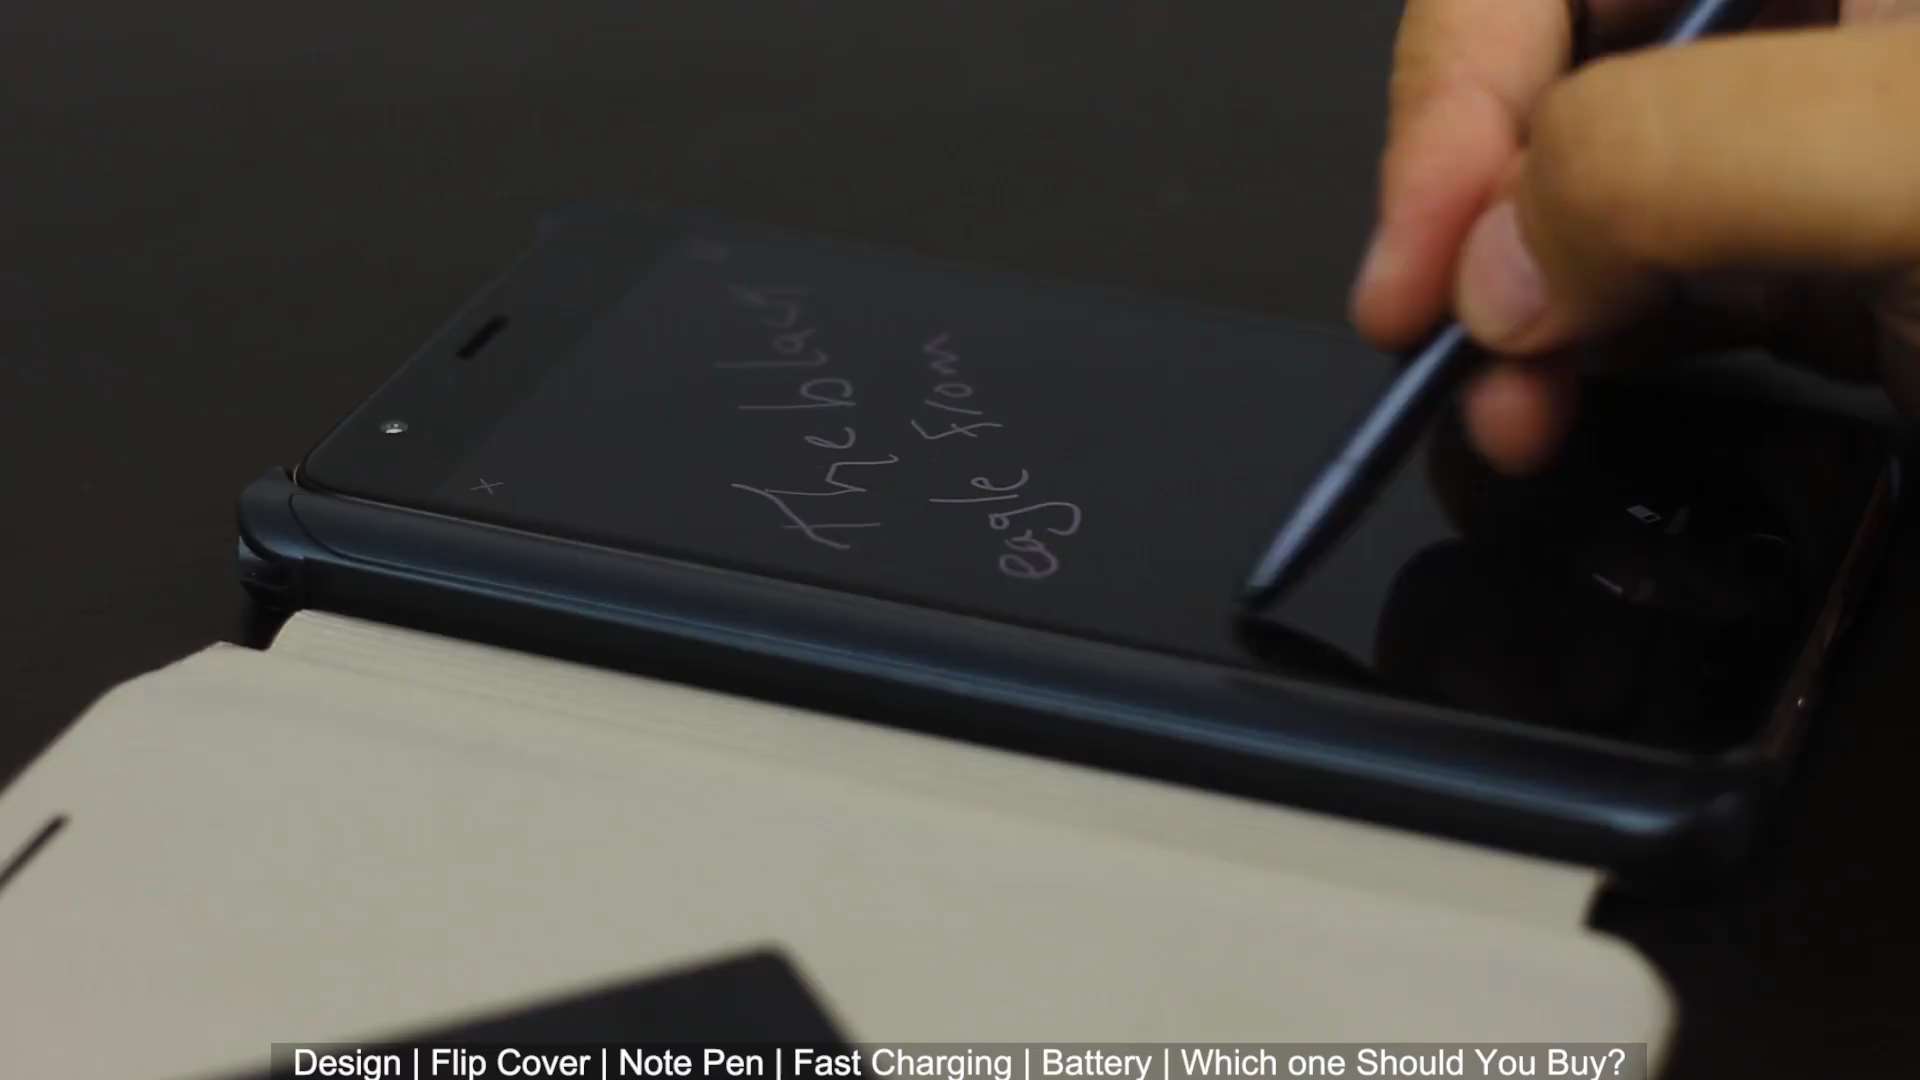 The black
eagle from
Design | Flip Cover | Note Pen | Fast Charging | Battery | Which one Should You Buy?